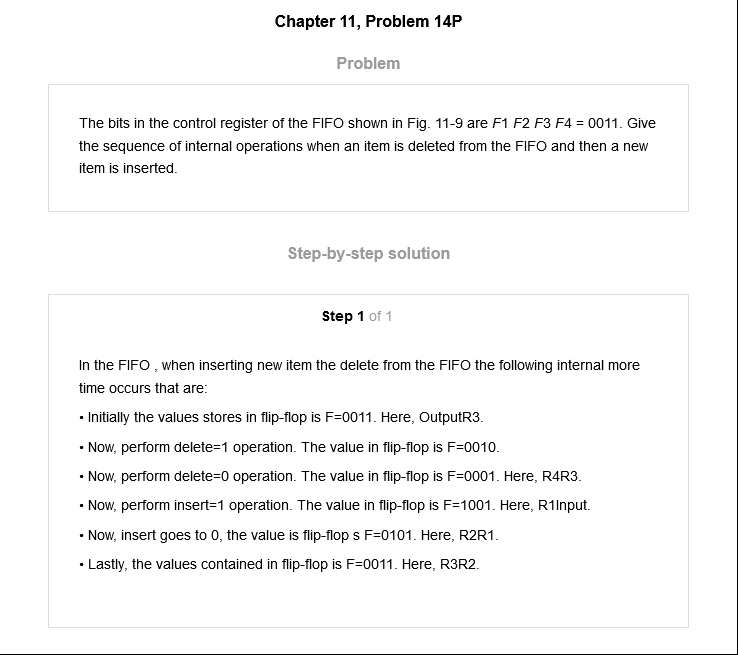 Chapter 11, Problem 14P
Problem
The bits in the control register of the FIFO shown in Fig. 11-9 are F1 F2 F3 F4 = 0011. Give
the sequence of internal operations when an item is deleted from the FIFO and then a new
item is inserted.
Step-by-step solution
Step 1 of 1
In the FIFO , when inserting new item the delete from the FIFO the following internal more
time occurs that are:
• Initially the values stores in flip-flop is F=0011. Here, OutputR3.
• Now, perform delete=1 operation. The value in flip-flop is F=0010.
• Now, perform delete=0 operation. The value in flip-flop is F=0001. Here, R4R3.
• Now, perform insert=1 operation. The value in flip-flop is F=1001. Here, R1Input.
• Now, insert goes to 0, the value is flip-flop s F=0101. Here, R2R1.
• Lastly, the values contained in flip-flop is F=0011. Here, R3R2.